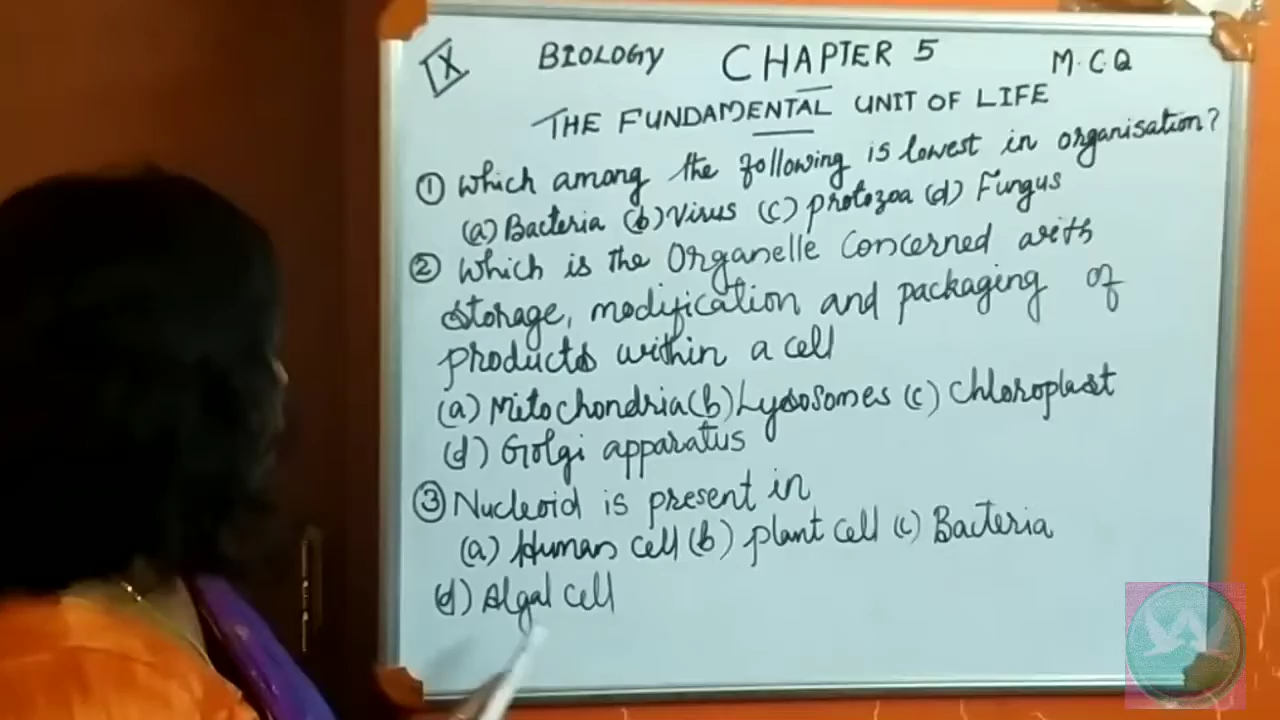 IX BIOLOGY CHAPTER 5 M.C.Q
THE FUNDAMENTAL UNIT OF LIFE
① Which among the following is lowest in organisation?
(a) Bacteria (b) Virus (c) protozoa (d) Fungus
② Which is the Organelle Concerned with
storage, modification and packaging of
products within a cell
(a) Mitochondria (b) Lysosomes (c) Chloroplast
(d) Golgi apparatus
③ Nucleoid is present in
(a) Human cell (b) plant cell (c) Bacteria
(d) Algal cell